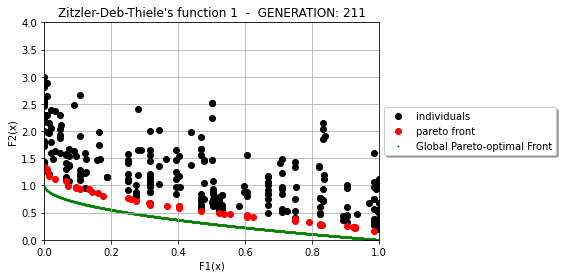 Zitzler-Deb-Thiele's function 1 - GENERATION: 211
4.0
3.5
3.0
2.5
2.0
1.5
1.0
0.5
0.0
F2(x)
0.0 0.2 0.4 0.6 0.8 1.0
F1(x)
individuals
pareto front
Global Pareto-optimal Front